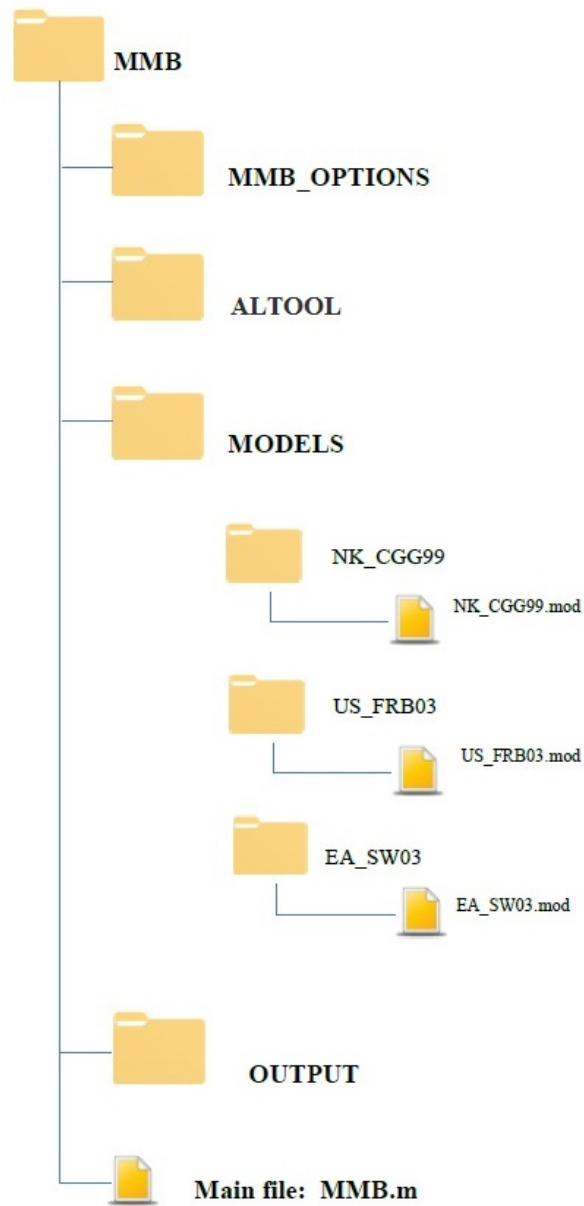 MMB
MMB_OPTIONS
ALTOOL
MODELS
NK_CGG99
NK_CGG99.mod
US_FRB03
US_FRB03.mod
EA_SW03
EA_SW03.mod
OUTPUT
Main file: MMB.m